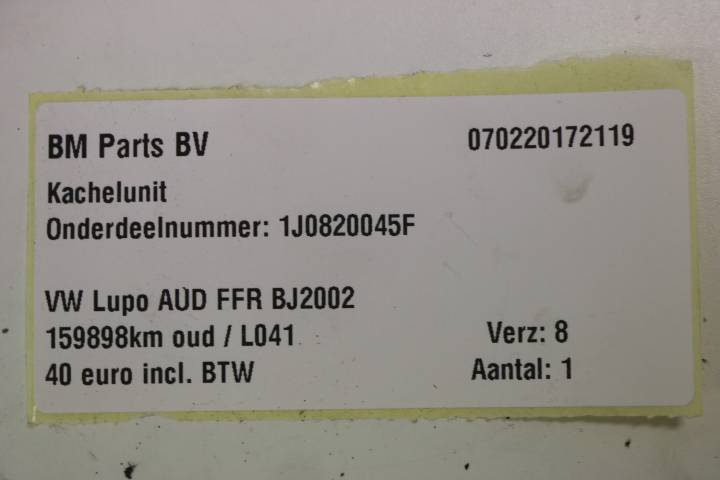 BM Parts BV 070220172119
Kachelunit
Onderdeelnummer: 1J0820045F
VW Lupo AUD FFR BJ2002
159898km oud / L041 Verz: 8
40 euro incl. BTW Aantal: 1